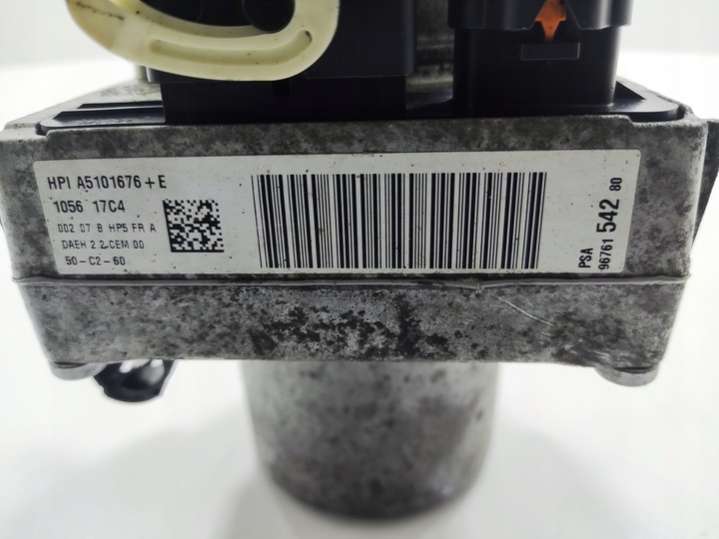 HPI A5101676+E
1056 17C4
002 07 B HP5 FR A
DAEH 2 2.CEM 00
50-C2-60
PSA
96761 542 80